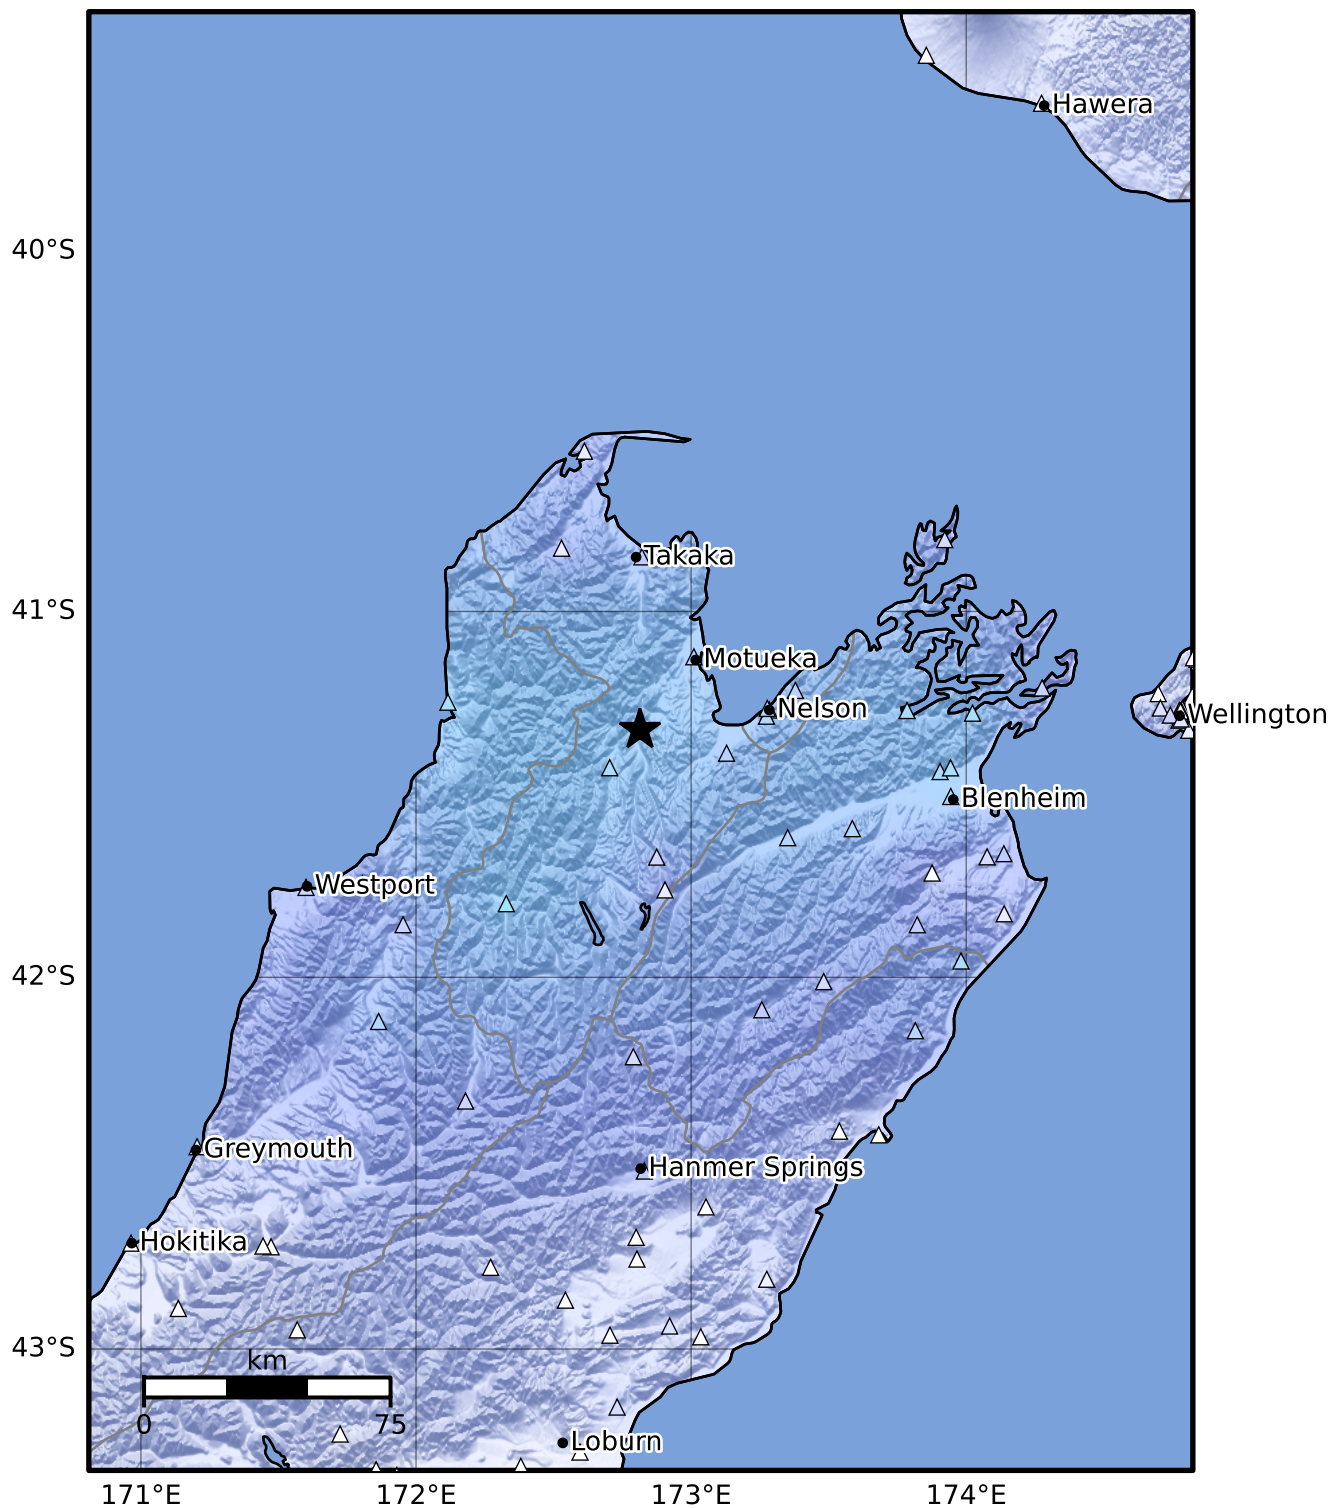 Hawera
40°S
Takaka
41°S
Motueka
Nelson
Wellington
Blenheim
Westport
42°S
Greymouth
Hanmer Springs
Hokitika
43°S
km
0 75
Loburn
171°E 172°E 173°E 174°E